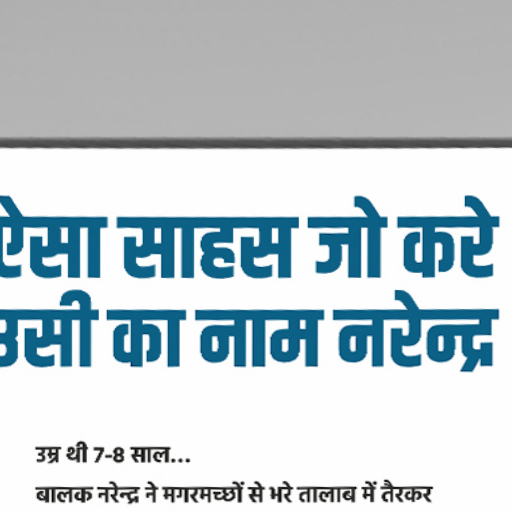 ऐसा साहस जो करे
उसी का नाम नरेन्द्र
उम्र थी 7-8 साल...
बालक नरेन्द्र ने मगरमच्छों से भरे तालाब में तैरकर